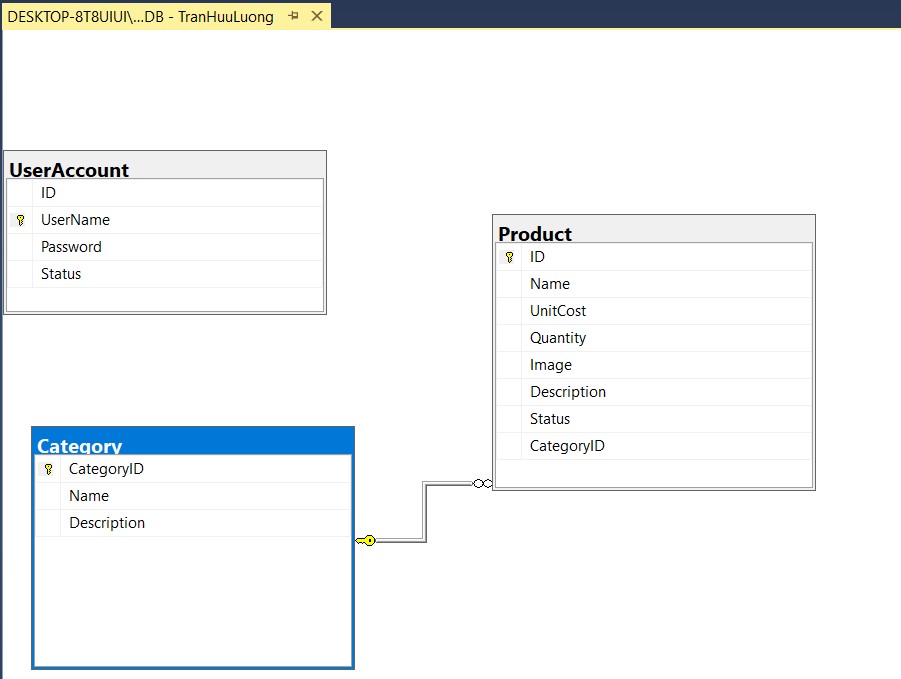 DESKTOP-8T8UIUI\...DB - TranHuuLuong
UserAccount
ID
UserName
Password
Status
Product
ID
Name
UnitCost
Quantity
Image
Description
Status
CategoryID
Category
CategoryID
Name
Description